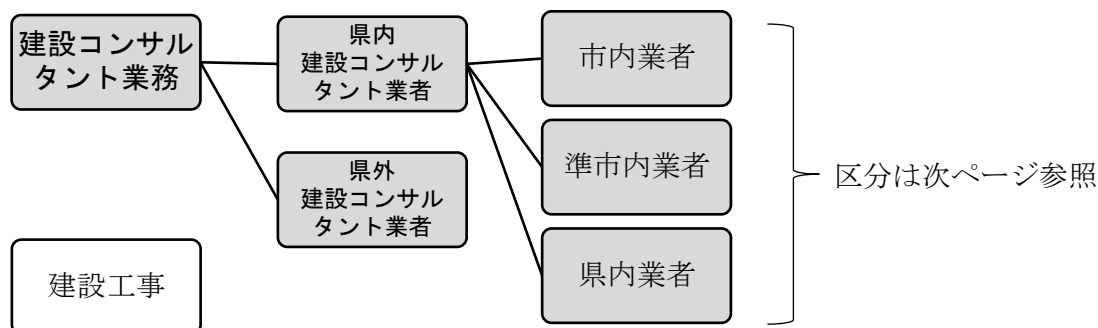 建設コンサル
タント業務
県内
建設コンサル
タント業者
市内業者
準市内業者
県内業者
区分は次ページ参照
県外
建設コンサル
タント業者
建設工事